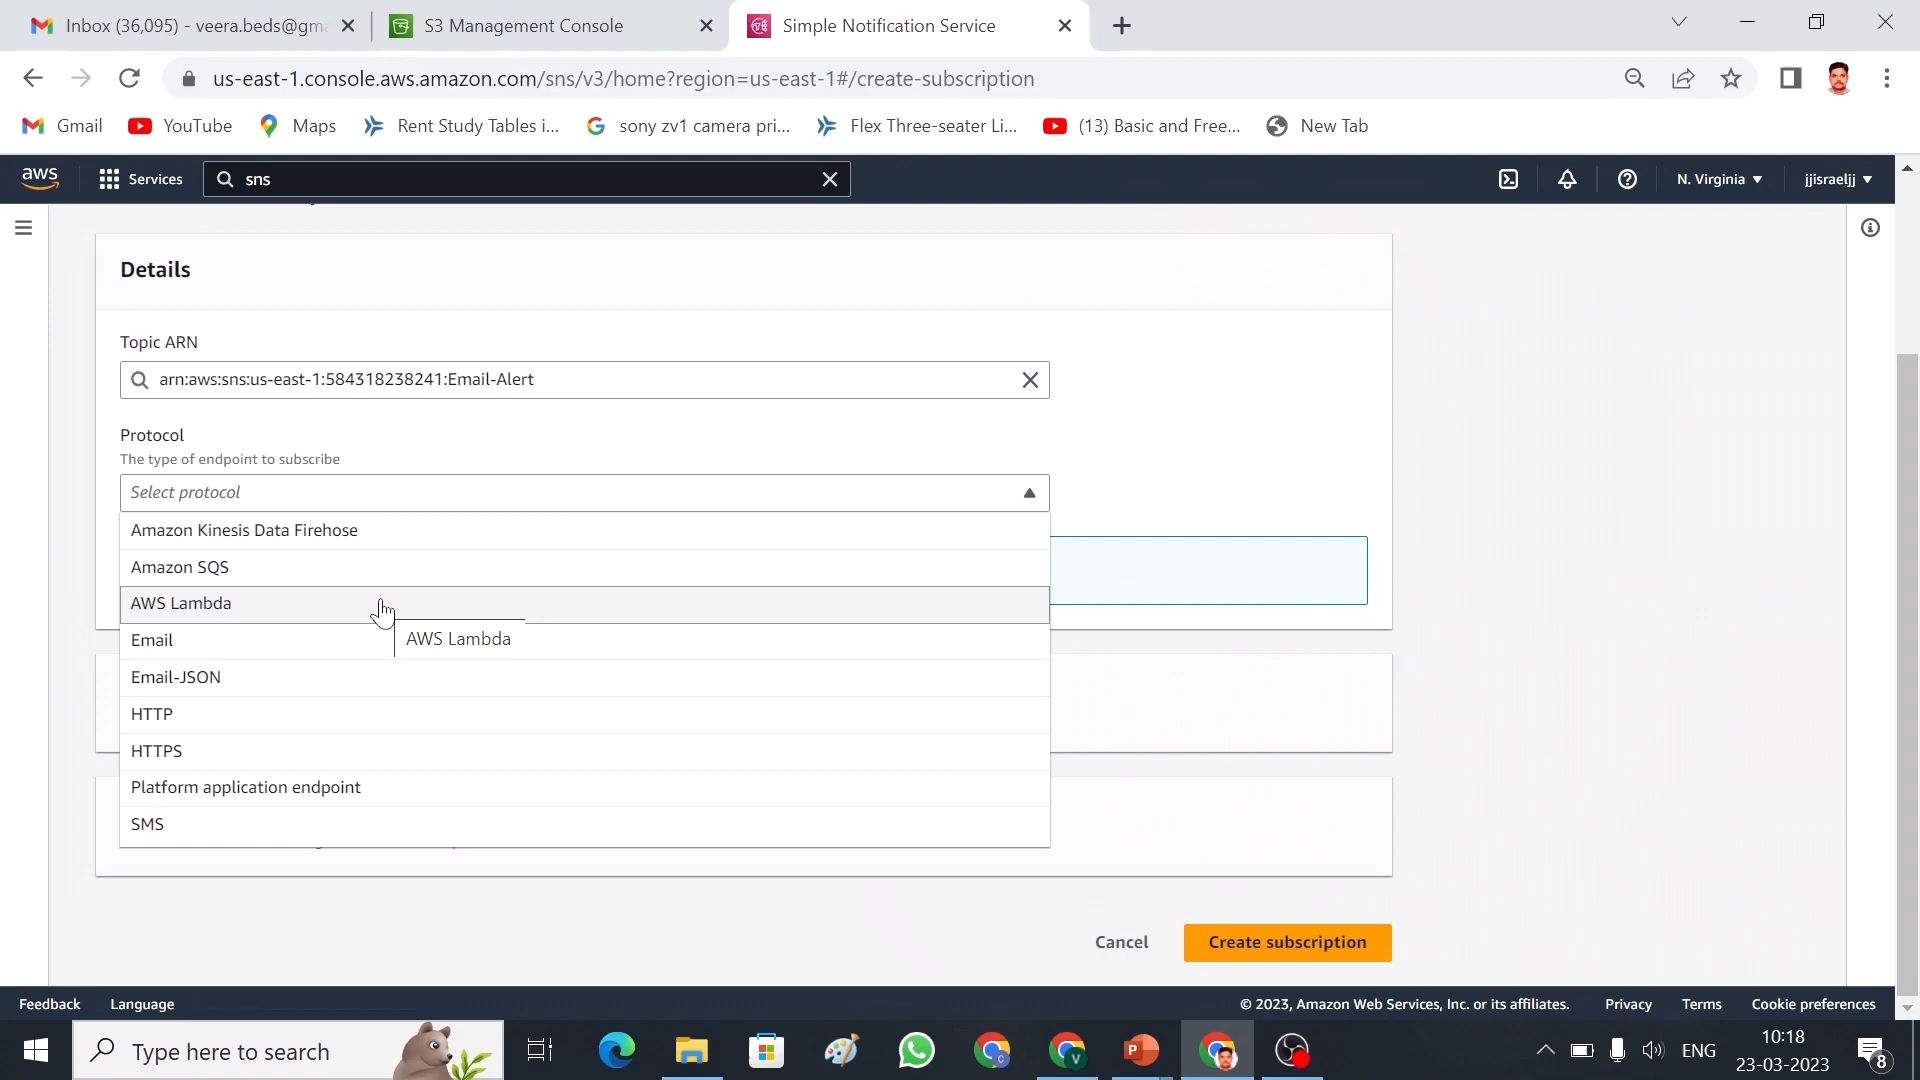 Inbox (36,095) - veera.beds@gm
S3 Management Console
Simple Notification Service
us-east-1.console.aws.amazon.com/sns/v3/home?region=us-east-1#/create-subscription
Gmail
YouTube
Maps
Rent Study Tables i...
sony zv1 camera pri...
Flex Three-seater Li...
(13) Basic and Free...
New Tab
aws
Services
sns
N. Virginia
jjisraeljj
Details
Topic ARN
arn:aws:sns:us-east-1:584318238241:Email-Alert
Protocol
The type of endpoint to subscribe
Select protocol
Amazon Kinesis Data Firehose
Amazon SQS
AWS Lambda
Email
AWS Lambda
Email-JSON
HTTP
HTTPS
Platform application endpoint
SMS
Cancel
Create subscription
Feedback
Language
© 2023, Amazon Web Services, Inc. or its affiliates.
Privacy
Terms
Cookie preferences
Type here to search
C
V
P
ENG
10:18
23-03-2023
8